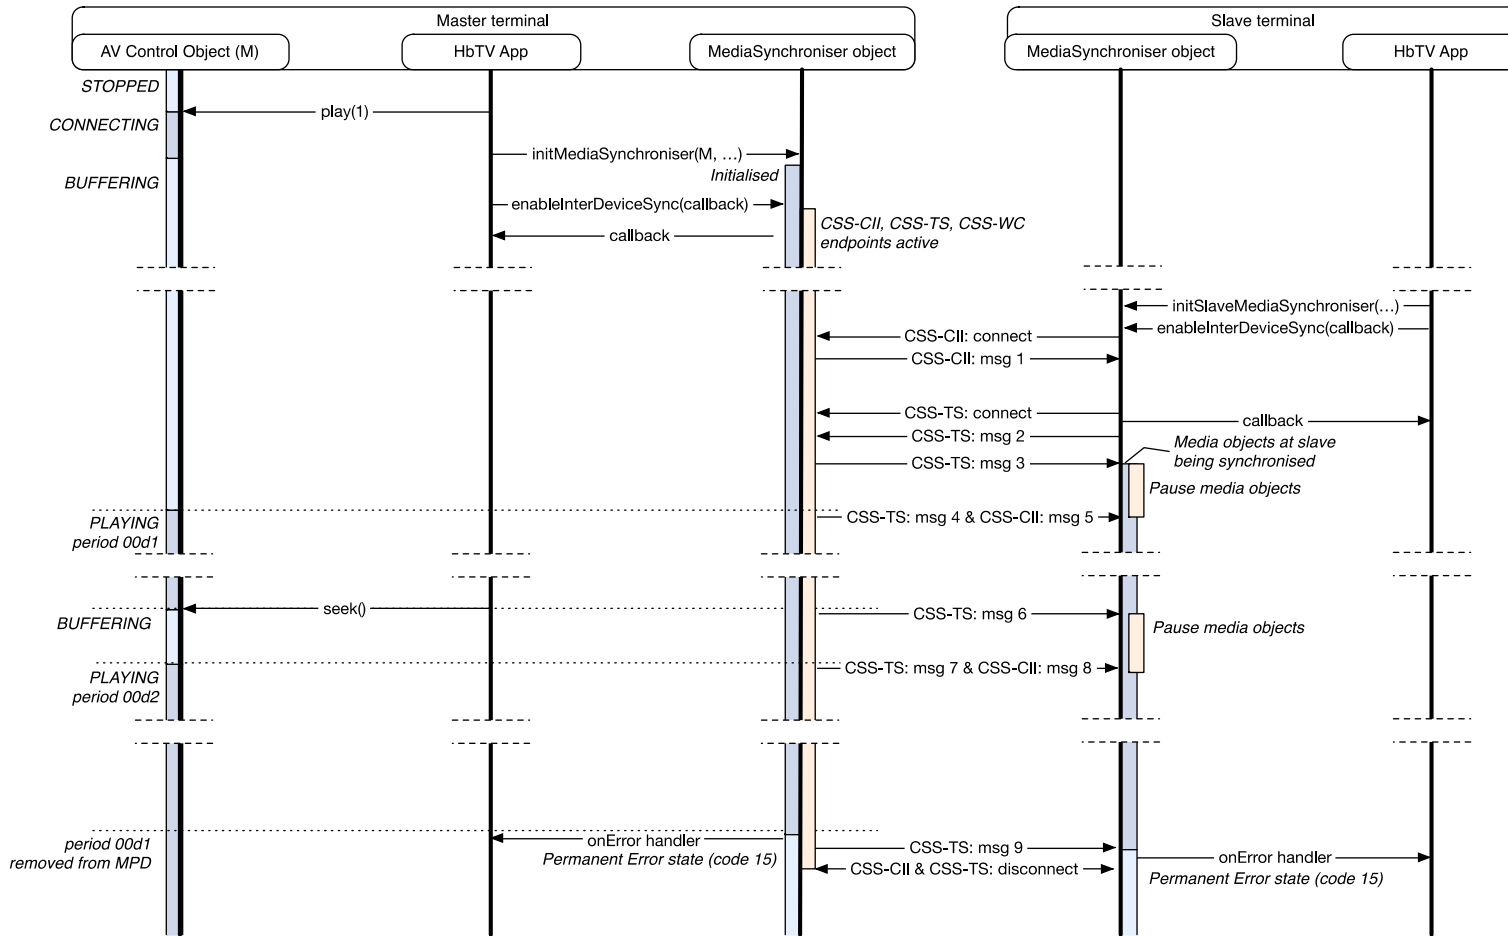 Master terminal
Slave terminal
AV Control Object (M)
HbTV App
MediaSynchroniser object
MediaSynchroniser object
HbTV App
STOPPED
play(1)
CONNECTING
initMediaSynchroniser(M, ...)
Initialised
BUFFERING
enableInterDeviceSync(callback)
CSS-CII, CSS-TS, CSS-WC
endpoints active
callback
initSlaveMediaSynchroniser(...)
enableInterDeviceSync(callback)
CSS-CII: connect
CSS-CII: msg 1
CSS-TS: connect
callback
CSS-TS: msg 2
Media objects at slave
being synchronised
CSS-TS: msg 3
Pause media objects
PLAYING
period 00d1
CSS-TS: msg 4 & CSS-CII: msg 5
seek()
BUFFERING
CSS-TS: msg 6
Pause media objects
PLAYING
period 00d2
CSS-TS: msg 7 & CSS-CII: msg 8
period 00d1
removed from MPD
onError handler
Permanent Error state (code 15)
CSS-TS: msg 9
CSS-CII & CSS-TS: disconnect
onError handler
Permanent Error state (code 15)